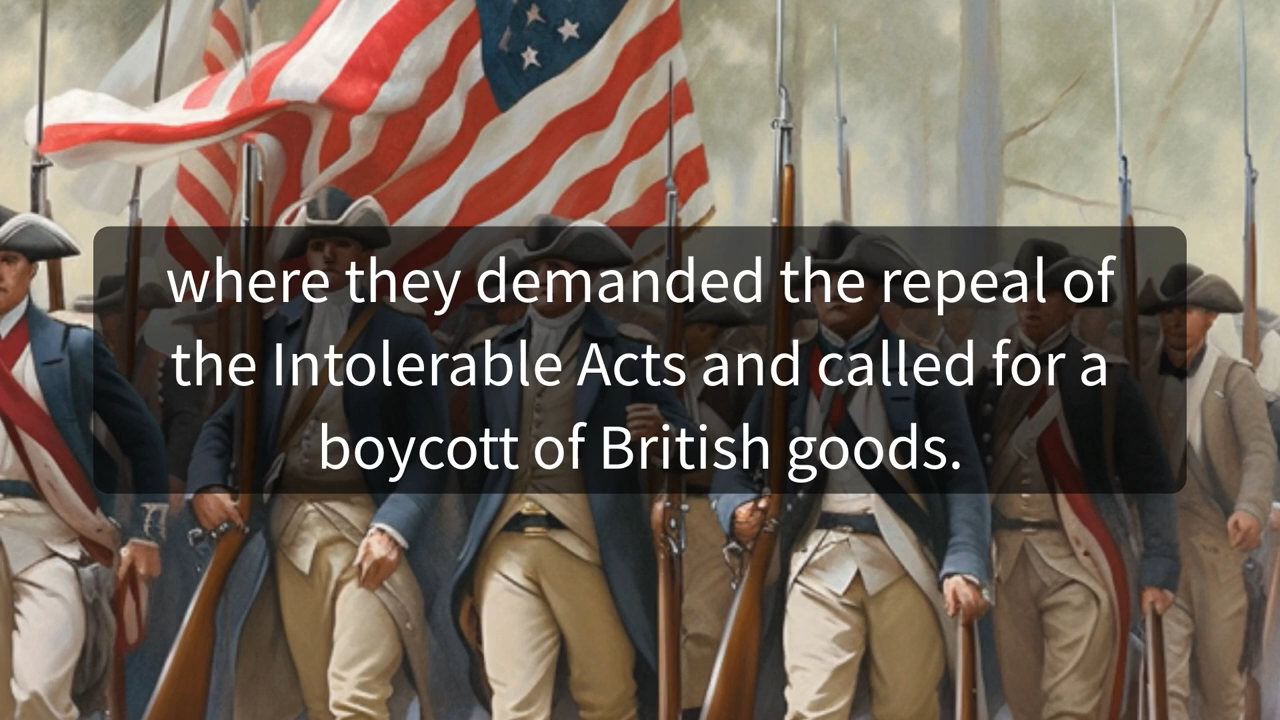 where they demanded the repeal of
the Intolerable Acts and called for a
boycott of British goods.